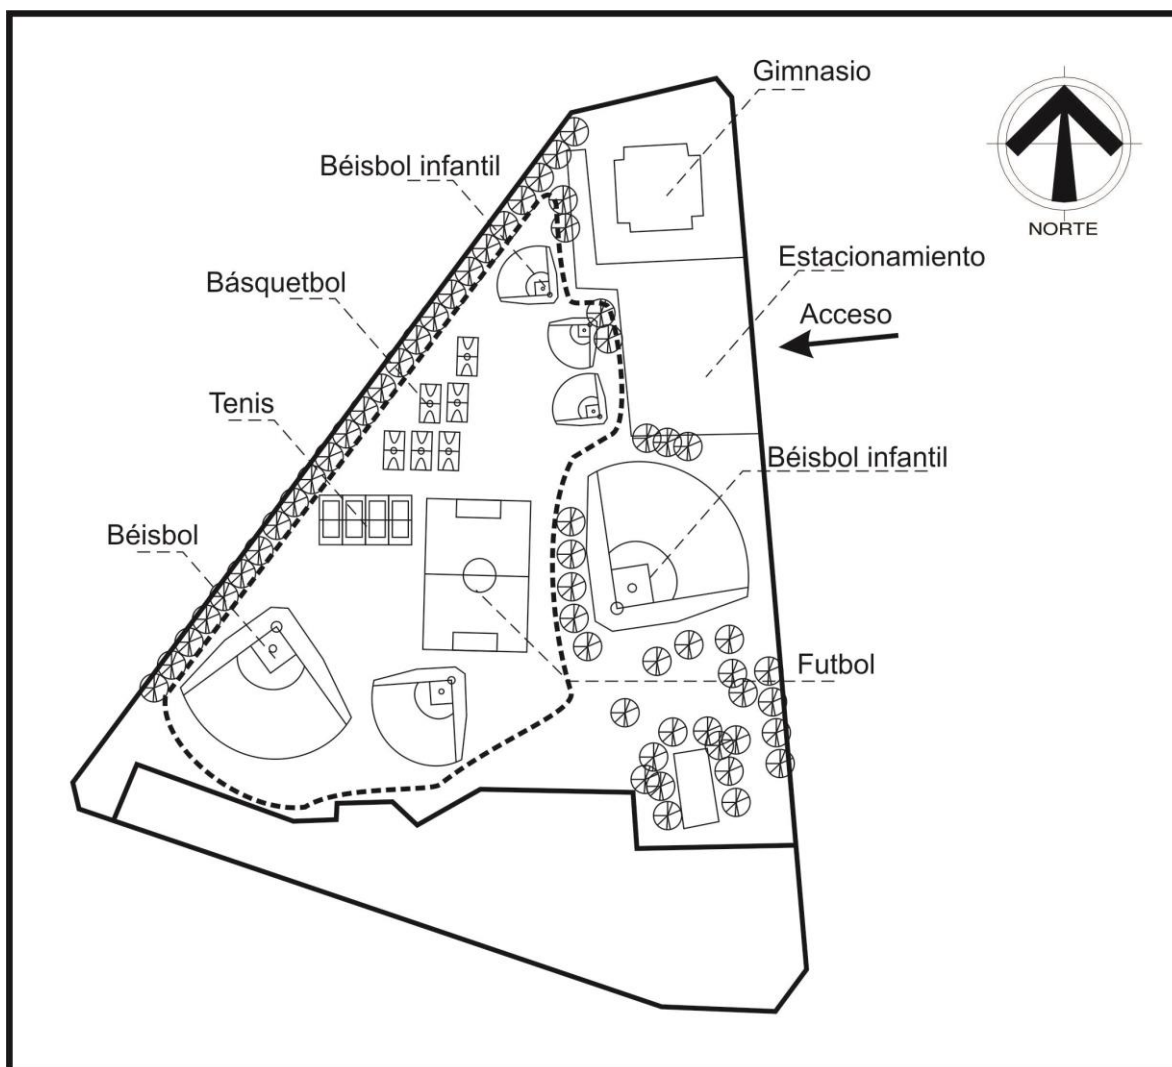 Gimnasio
Béisbol infantil
NORTE
Estacionamiento
Básquetbol
Acceso
Tenis
Béisbol infantil
Béisbol
Futbol